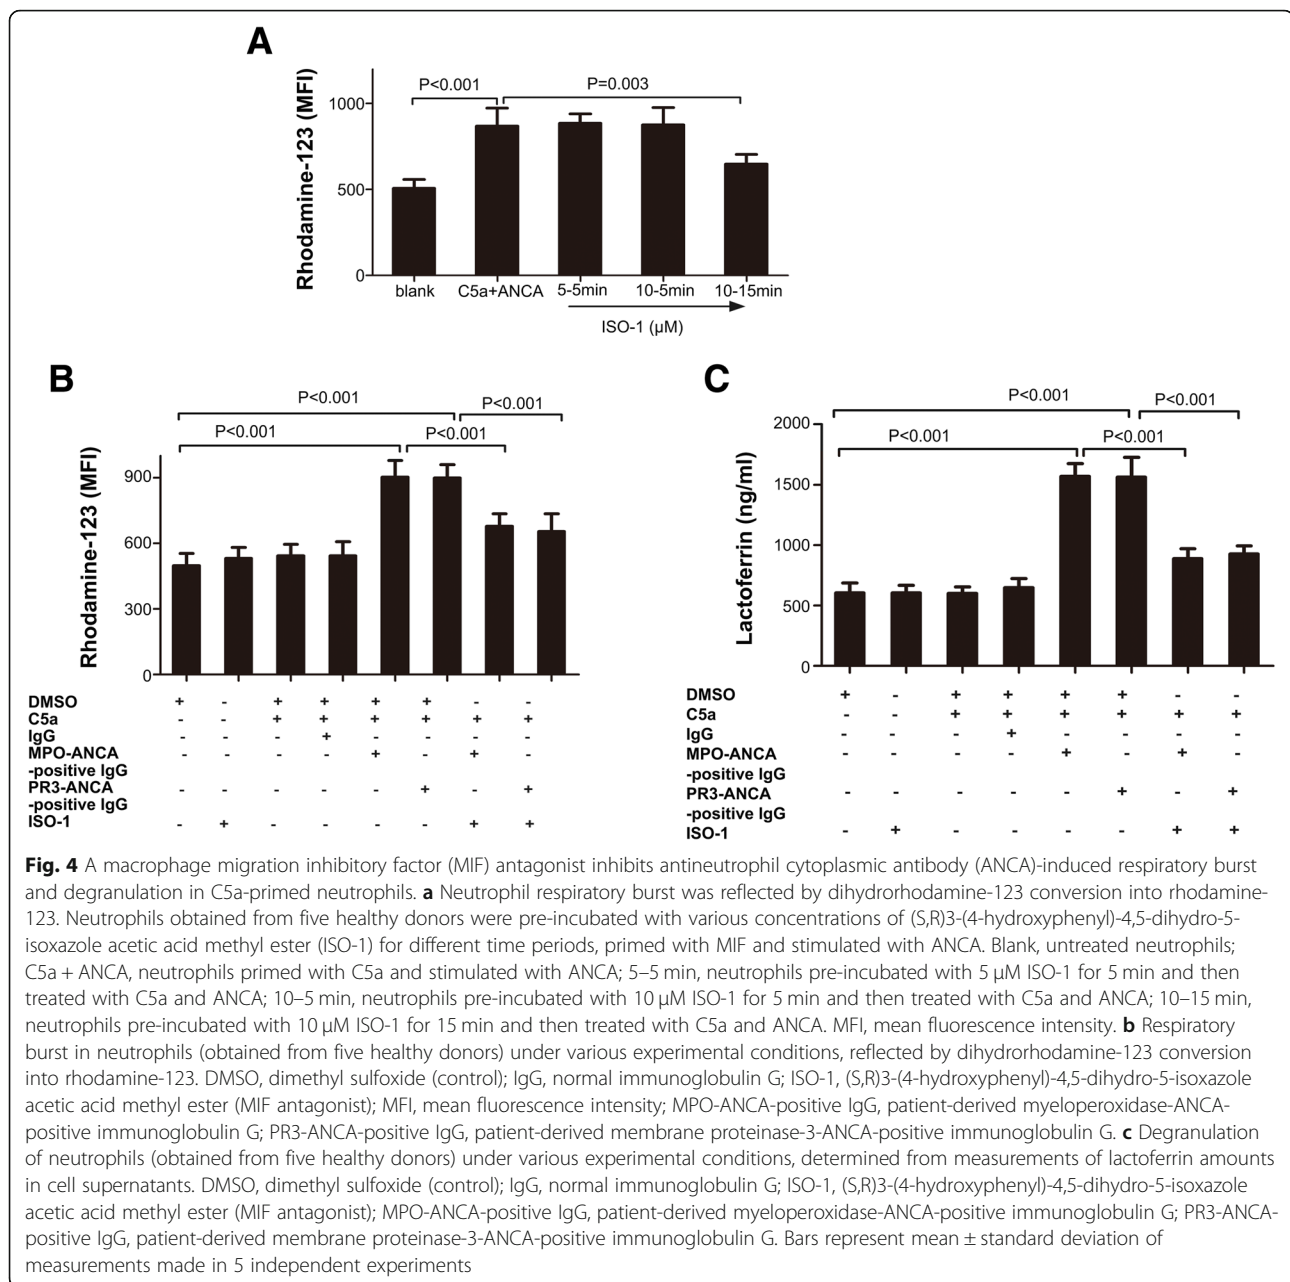 A
Rhodamine-123 (MFI)
P<0.001
P=0.003
1000
500
0
blank
C5a+ANCA
5-5min
10-5min
10-15min
ISO-1 (μM)
B
Rhodamine-123 (MFI)
P<0.001
P<0.001
P<0.001
P<0.001
900
600
300
0
DMSO + - + + + + - -
C5a - - + + + + + +
IgG - - - + - - - -
MPO-ANCA - - - - + - + -
-positive IgG
PR3-ANCA - - - - - + - +
-positive IgG
ISO-1 - + - - - - + +
C
Lactoferrin (ng/ml)
P<0.001
P<0.001
P<0.001
P<0.001
2000
1500
1000
500
0
DMSO + - + + + + - -
C5a - - + + + + + +
IgG - - - + - - - -
MPO-ANCA - - - - + - + -
-positive IgG
PR3-ANCA - - - - - + - +
-positive IgG
ISO-1 - + - - - - + +
Fig. 4 A macrophage migration inhibitory factor (MIF) antagonist inhibits antineutrophil cytoplasmic antibody (ANCA)-induced respiratory burst
and degranulation in C5a-primed neutrophils. a Neutrophil respiratory burst was reflected by dihydrorhodamine-123 conversion into rhodamine-
123. Neutrophils obtained from five healthy donors were pre-incubated with various concentrations of (S,R)3-(4-hydroxyphenyl)-4,5-dihydro-5-
isoxazole acetic acid methyl ester (ISO-1) for different time periods, primed with MIF and stimulated with ANCA. Blank, untreated neutrophils;
C5a + ANCA, neutrophils primed with C5a and stimulated with ANCA; 5–5 min, neutrophils pre-incubated with 5 μM ISO-1 for 5 min and then
treated with C5a and ANCA; 10–5 min, neutrophils pre-incubated with 10 μM ISO-1 for 5 min and then treated with C5a and ANCA; 10–15 min,
neutrophils pre-incubated with 10 μM ISO-1 for 15 min and then treated with C5a and ANCA. MFI, mean fluorescence intensity. b Respiratory
burst in neutrophils (obtained from five healthy donors) under various experimental conditions, reflected by dihydrorhodamine-123 conversion
into rhodamine-123. DMSO, dimethyl sulfoxide (control); IgG, normal immunoglobulin G; ISO-1, (S,R)3-(4-hydroxyphenyl)-4,5-dihydro-5-isoxazole
acetic acid methyl ester (MIF antagonist); MFI, mean fluorescence intensity; MPO-ANCA-positive IgG, patient-derived myeloperoxidase-ANCA-
positive immunoglobulin G; PR3-ANCA-positive IgG, patient-derived membrane proteinase-3-ANCA-positive immunoglobulin G. c Degranulation
of neutrophils (obtained from five healthy donors) under various experimental conditions, determined from measurements of lactoferrin amounts
in cell supernatants. DMSO, dimethyl sulfoxide (control); IgG, normal immunoglobulin G; ISO-1, (S,R)3-(4-hydroxyphenyl)-4,5-dihydro-5-isoxazole
acetic acid methyl ester (MIF antagonist); MPO-ANCA-positive IgG, patient-derived myeloperoxidase-ANCA-positive immunoglobulin G; PR3-ANCA-
positive IgG, patient-derived membrane proteinase-3-ANCA-positive immunoglobulin G. Bars represent mean ± standard deviation of
measurements made in 5 independent experiments